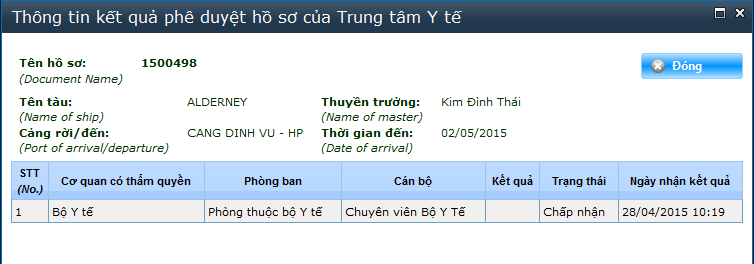 Thông tin kết quả phê duyệt hồ sơ của Trung tâm Y tế
Tên hồ sơ: 1500498
(Document Name)
Đóng
Tên tàu: ALDERNEY Thuyền trưởng: Kim Đình Thái
(Name of ship) (Name of master)
Cảng rời/đến: CANG DINH VU - HP Thời gian đến: 02/05/2015
(Port of arrival/departure) (Date of arrival)
STT (No.) Cơ quan có thẩm quyền Phòng ban Cán bộ Kết quả Trạng thái Ngày nhận kết quả
1 Bộ Y tế Phòng thuộc bộ Y tế Chuyên viên Bộ Y Tế Chấp nhận 28/04/2015 10:19